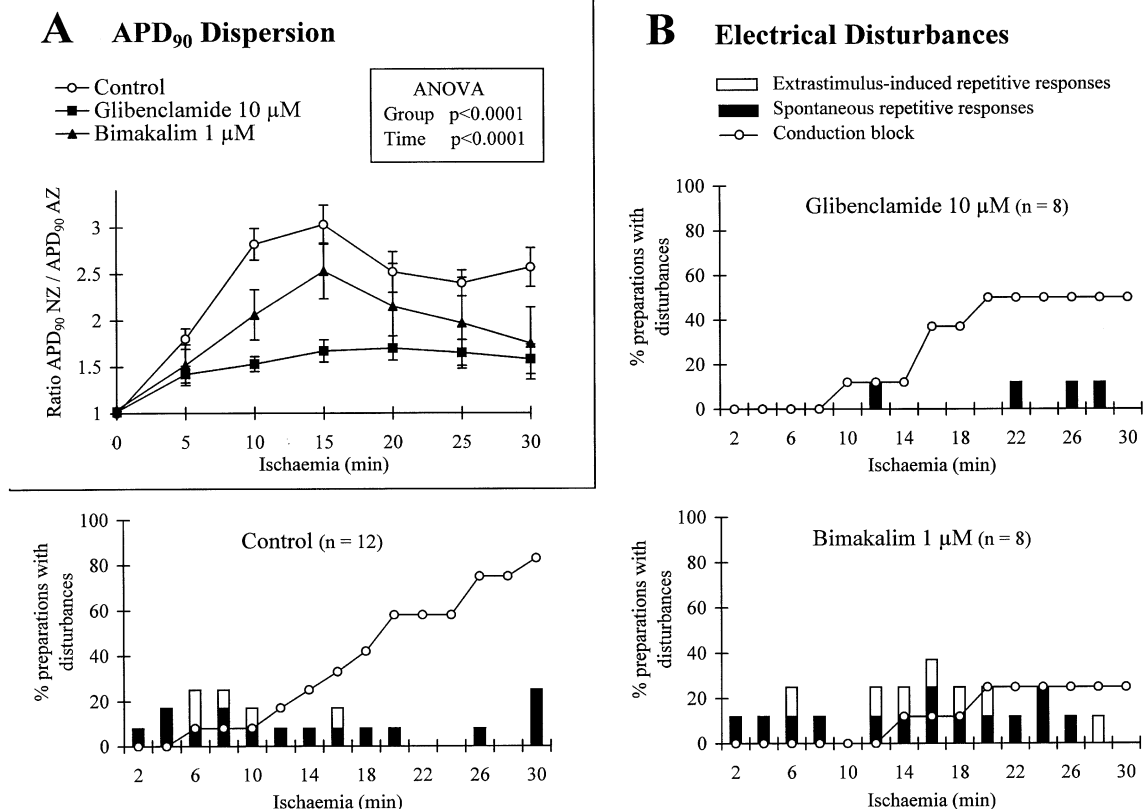 A APD90 Dispersion
Control
Glibenclamide 10 µM
Bimakalim 1 µM
ANOVA
Group p<0.0001
Time p<0.0001
Ratio APD90 NZ / APD90 AZ
3
2.5
2
1.5
1
0 5 10 15 20 25 30
Ischaemia (min)
B Electrical Disturbances
Extrastimulus-induced repetitive responses
Spontaneous repetitive responses
Conduction block
% preparations with
disturbances
100
80
60
40
20
0
Glibenclamide 10 µM (n = 8)
2 6 10 14 18 22 26 30
Ischaemia (min)
% preparations with
disturbances
100
80
60
40
20
0
Control (n = 12)
2 6 10 14 18 22 26 30
Ischaemia (min)
% preparations with
disturbances
100
80
60
40
20
0
Bimakalim 1 µM (n = 8)
2 6 10 14 18 22 26 30
Ischaemia (min)